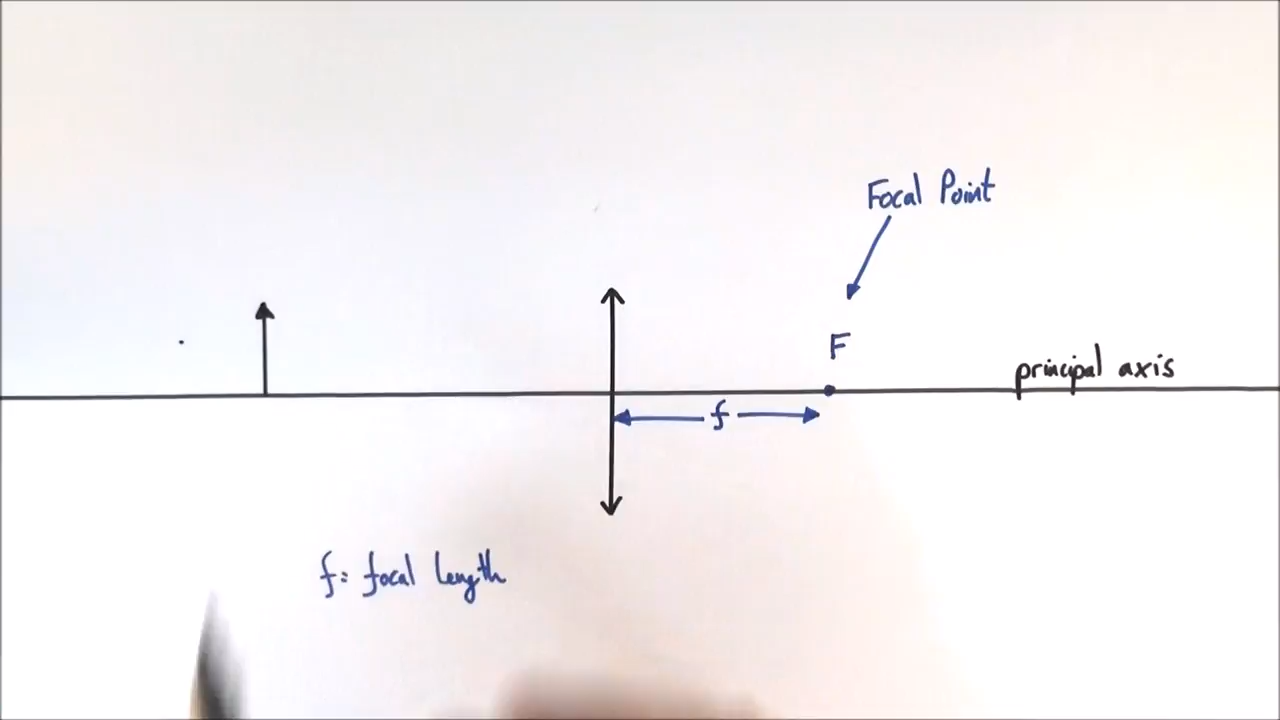 Focal Point
F
principal axis
f
f= focal length